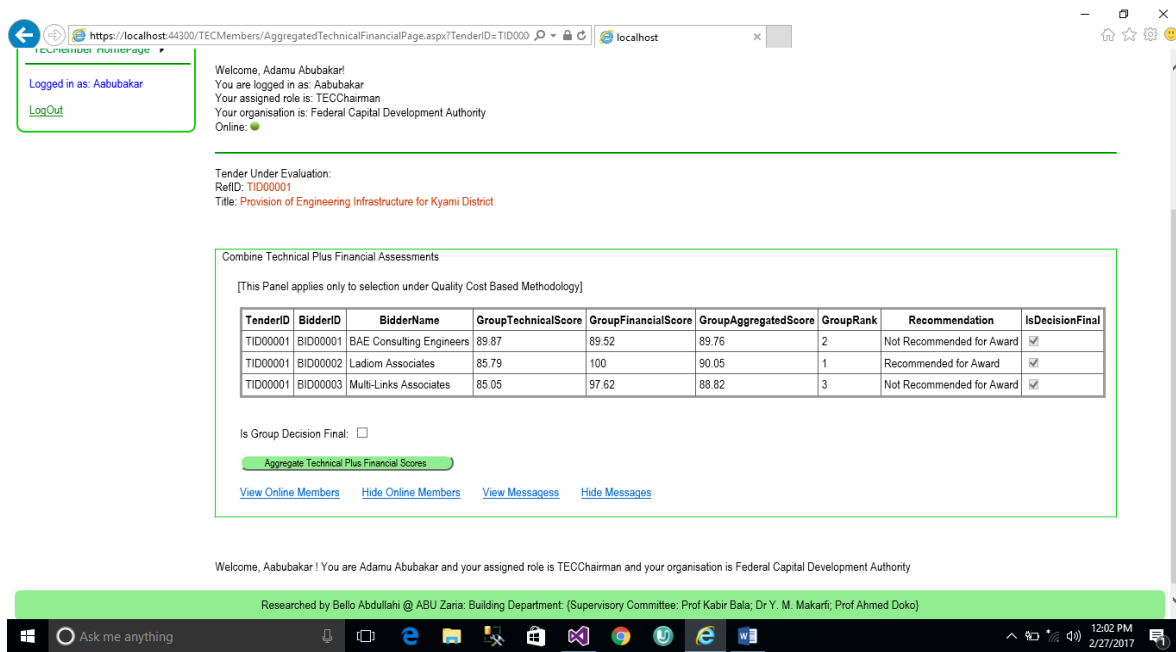 https://localhost:44300/TECMembers/AggregatedTechnicalFinancialPage.aspx?TenderID=TID000
localhost
TECMember HomePage
Logged in as: Aabubakar
LogOut
Welcome, Adamu Abubakar!
You are logged in as: Aabubakar
Your assigned role is: TECChairman
Your organisation is: Federal Capital Development Authority
Online:
Tender Under Evaluation:
RefID: TID00001
Title: Provision of Engineering Infrastructure for Kyami District
Combine Technical Plus Financial Assessments
[This Panel applies only to selection under Quality Cost Based Methodology]
TenderID BidderID BidderName GroupTechnicalScore GroupFinancialScore GroupAggregatedScore GroupRank Recommendation IsDecisionFinal
TID00001 BID00001 BAE Consulting Engineers 89.87 89.52 89.76 2 Not Recommended for Award
TID00001 BID00002 Ladiom Associates 85.79 100 90.05 1 Recommended for Award
TID00001 BID00003 Multi-Links Associates 85.05 97.62 88.82 3 Not Recommended for Award
Is Group Decision Final:
Aggregate Technical Plus Financial Scores
View Online Members Hide Online Members View Messagess Hide Messages
Welcome, Aabubakar ! You are Adamu Abubakar and your assigned role is TECChairman and your organisation is Federal Capital Development Authority
Researched by Bello Abdullahi @ ABU Zaria: Building Department: {Supervisory Committee: Prof Kabir Bala; Dr Y. M. Makarfi; Prof Ahmed Doko}
Ask me anything
12:02 PM
2/27/2017